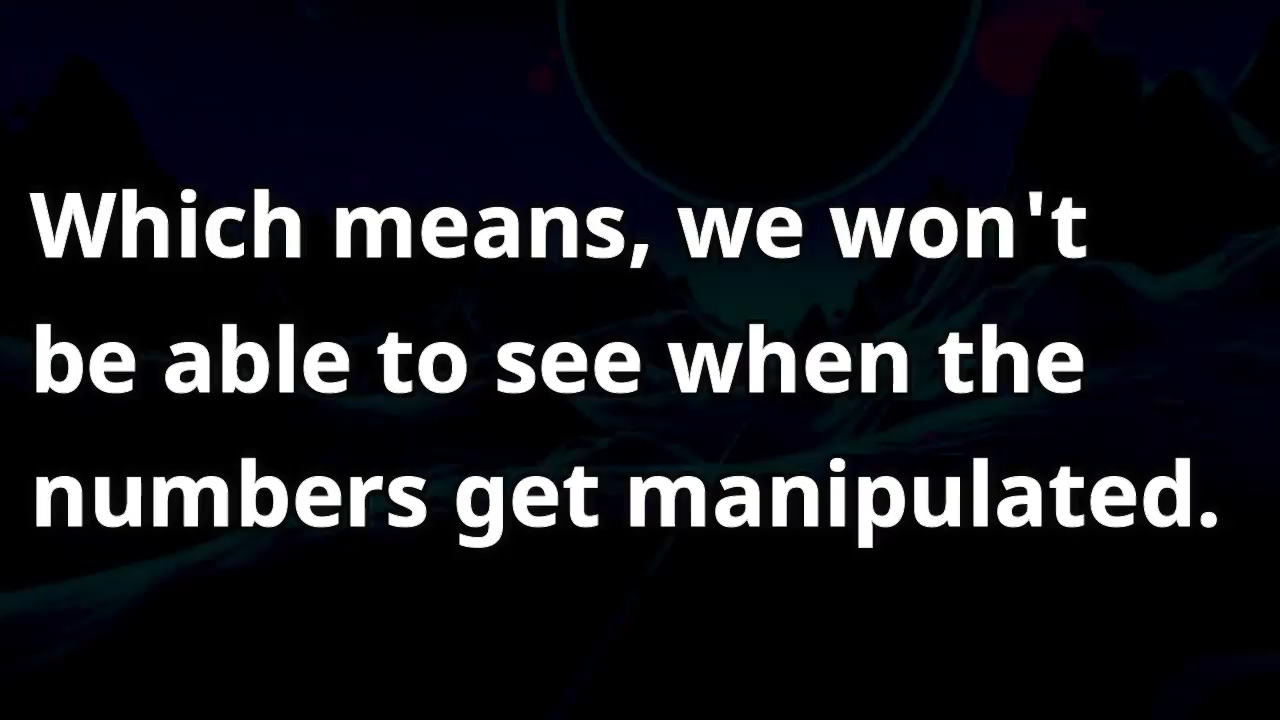 Which means, we won't
be able to see when the
numbers get manipulated.